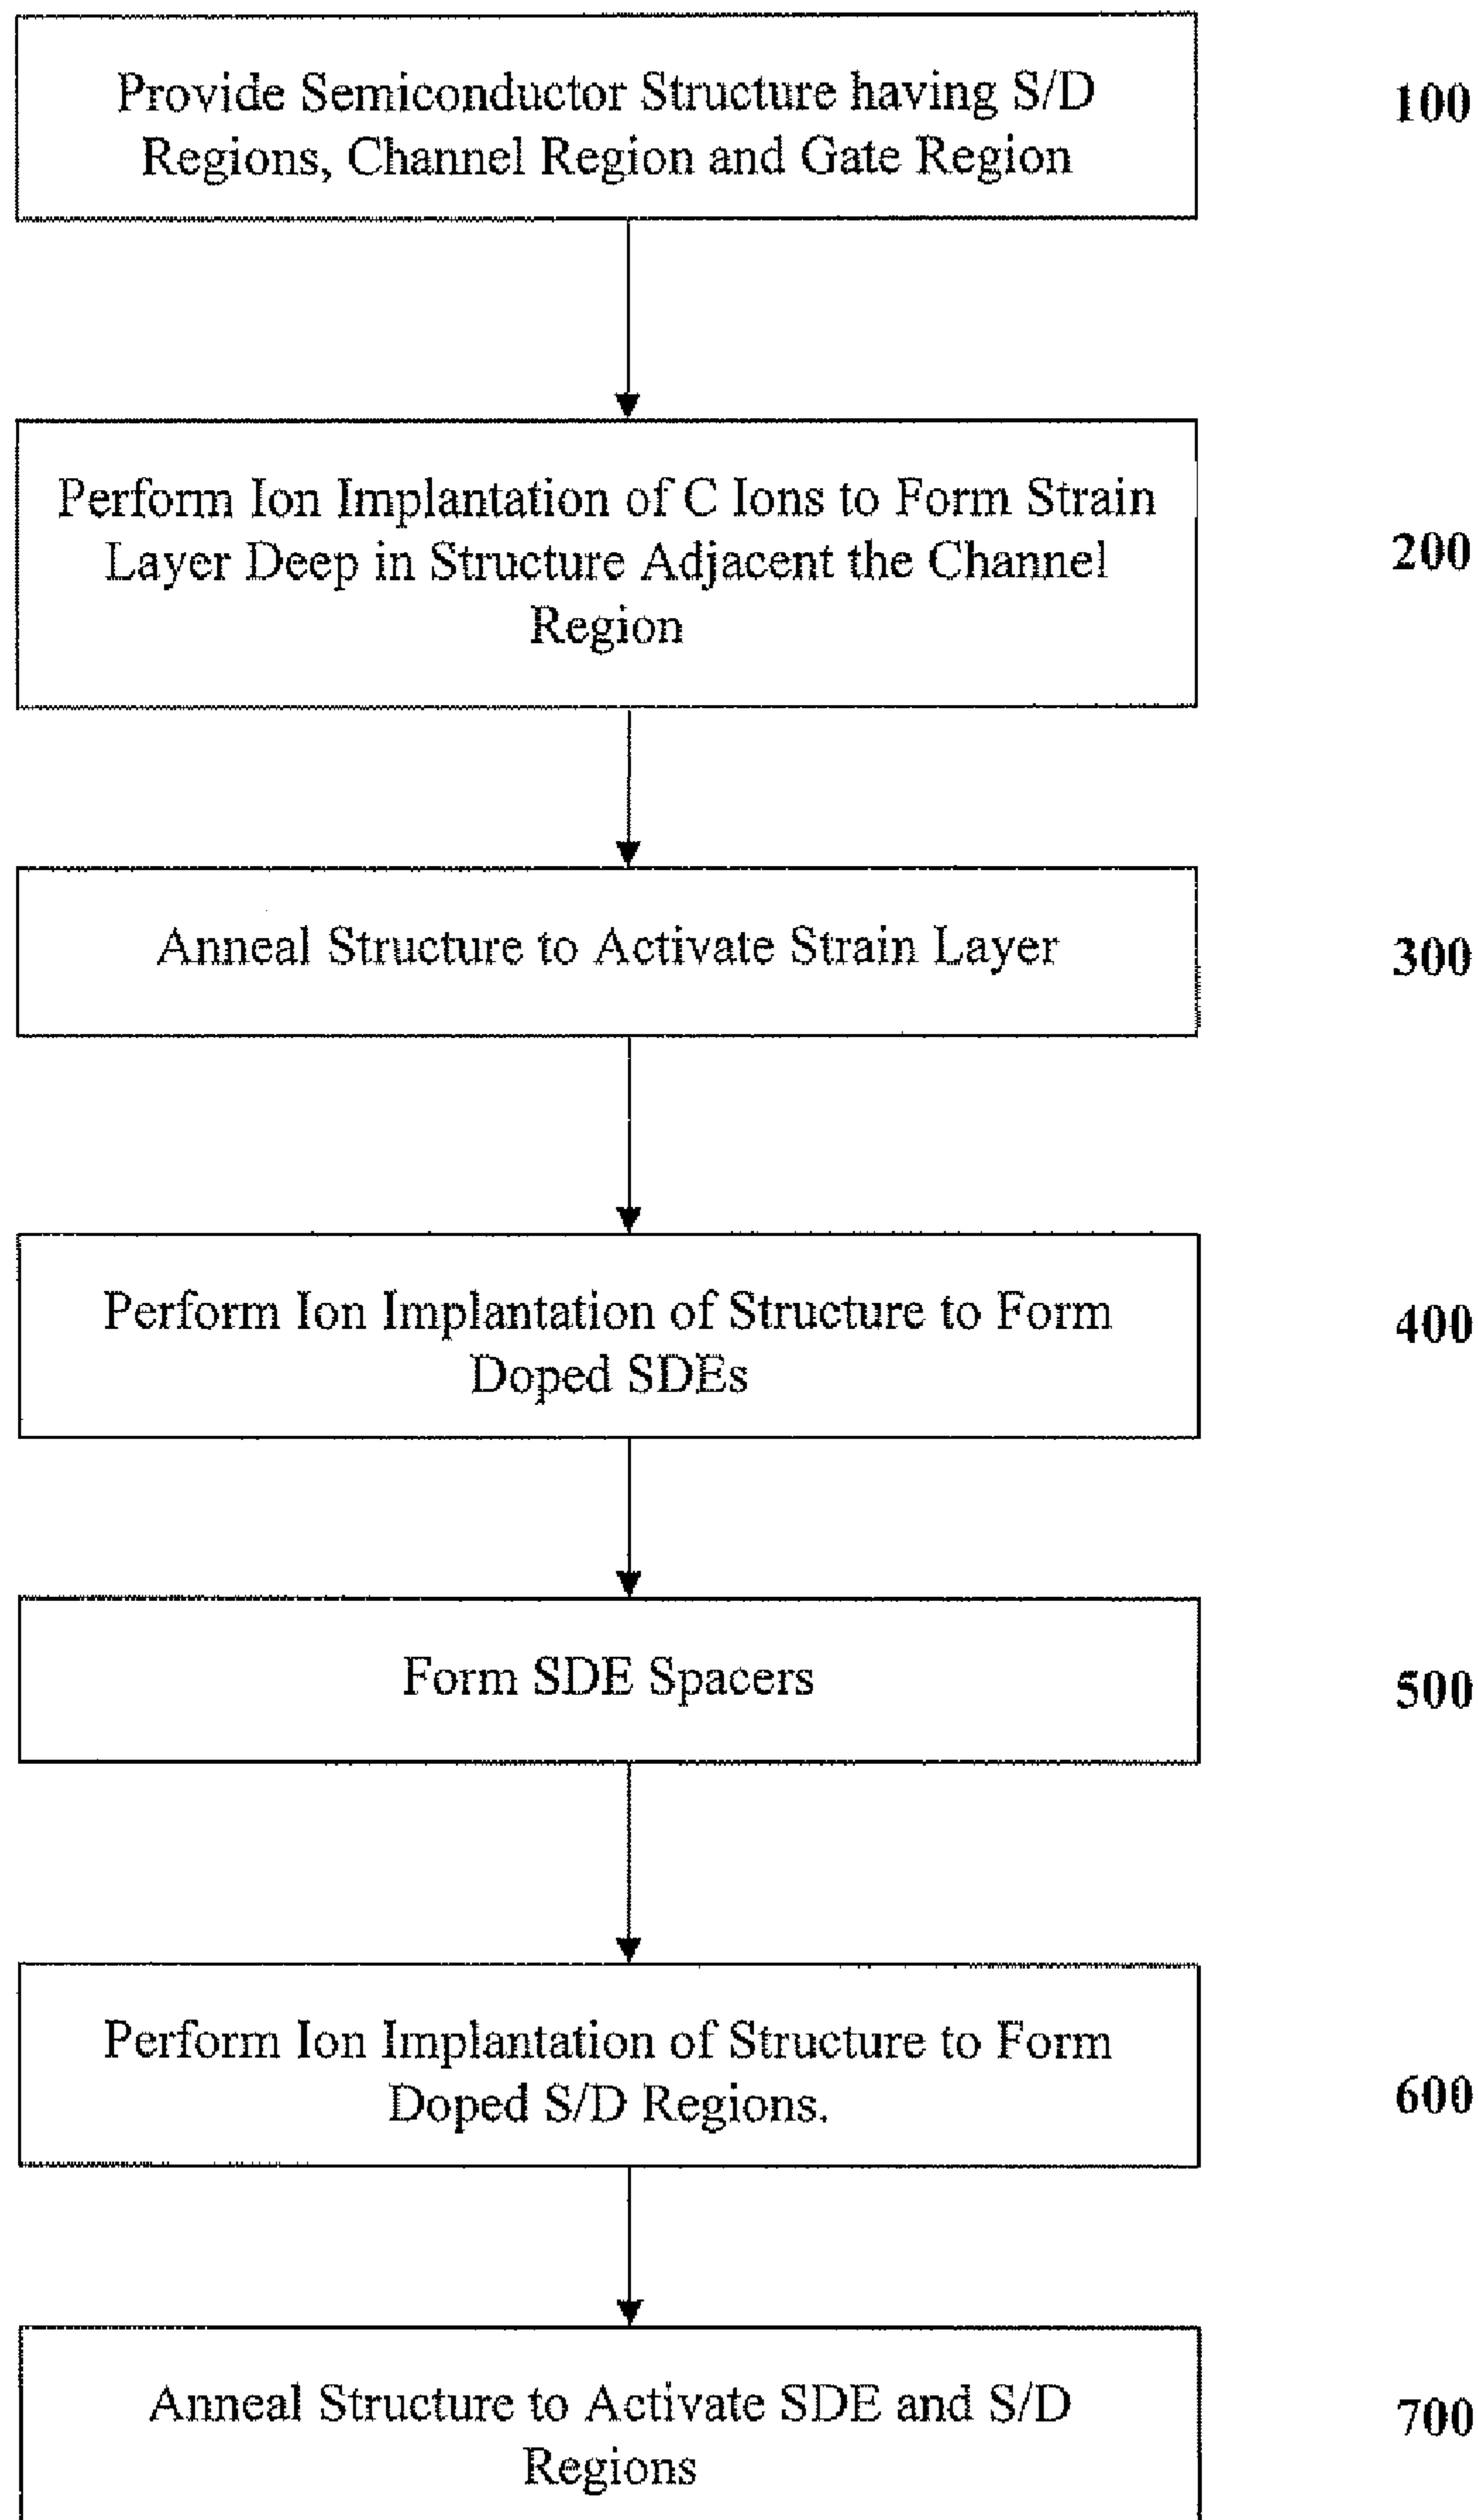 Provide Semiconductor Structure having S/D
Regions, Channel Region and Gate Region
100
Perform Ion Implantation of C Ions to Form Strain
Layer Deep in Structure Adjacent the Channel
Region
200
Anneal Structure to Activate Strain Layer
300
Perform Ion Implantation of Structure to Form
Doped SDEs
400
Form SDE Spacers
500
Perform Ion Implantation of Structure to Form
Doped S/D Regions.
600
Anneal Structure to Activate SDE and S/D
Regions
700